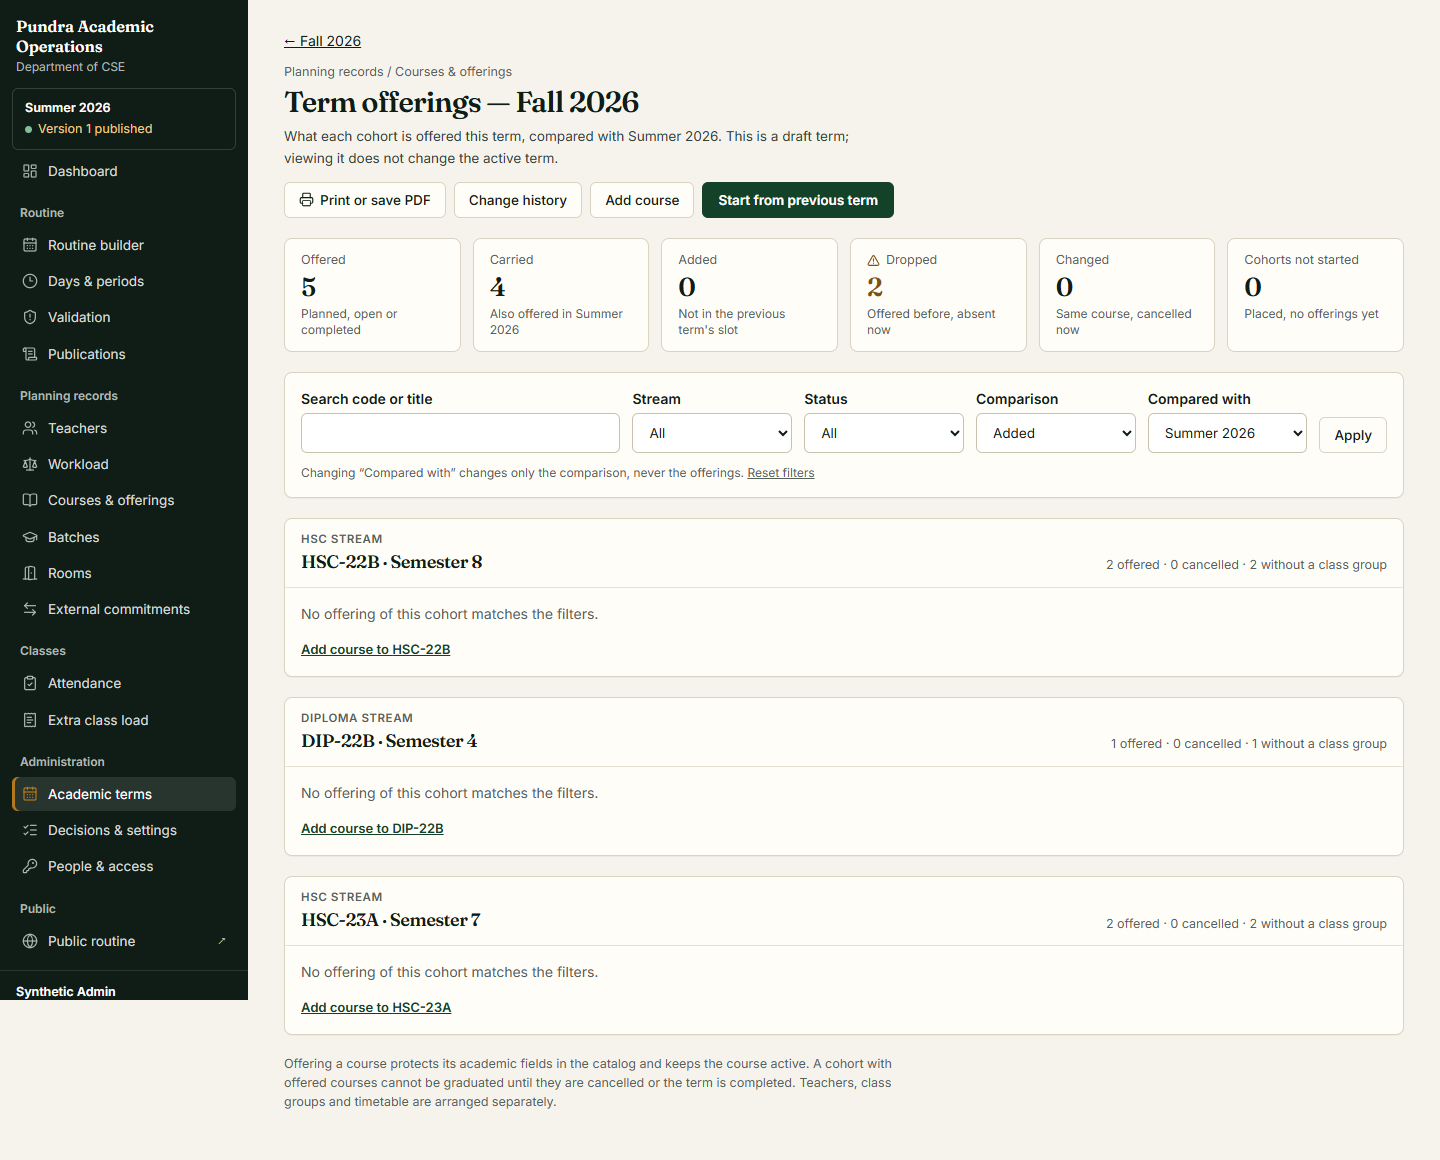 Pundra Academic
Operations
Department of CSE
Summer 2026
Version 1 published
Dashboard
Routine
Routine builder
Days & periods
Validation
Publications
Planning records
Teachers
Workload
Courses & offerings
Batches
Rooms
External commitments
Classes
Attendance
Extra class load
Administration
Academic terms
Decisions & settings
People & access
Public
Public routine ↗
Synthetic Admin
← Fall 2026
Planning records / Courses & offerings
Term offerings — Fall 2026
What each cohort is offered this term, compared with Summer 2026. This is a draft term;
viewing it does not change the active term.
Print or save PDF
Change history
Add course
Start from previous term
Offered
5
Planned, open or
completed
Carried
4
Also offered in Summer
2026
Added
0
Not in the previous
term's slot
Dropped
2
Offered before, absent
now
Changed
0
Same course, cancelled
now
Cohorts not started
0
Placed, no offerings yet
Search code or title
Stream
All
Status
All
Comparison
Added
Compared with
Summer 2026
Apply
Changing “Compared with” changes only the comparison, never the offerings. Reset filters
HSC STREAM
HSC-22B · Semester 8
2 offered · 0 cancelled · 2 without a class group
No offering of this cohort matches the filters.
Add course to HSC-22B
DIPLOMA STREAM
DIP-22B · Semester 4
1 offered · 0 cancelled · 1 without a class group
No offering of this cohort matches the filters.
Add course to DIP-22B
HSC STREAM
HSC-23A · Semester 7
2 offered · 0 cancelled · 2 without a class group
No offering of this cohort matches the filters.
Add course to HSC-23A
Offering a course protects its academic fields in the catalog and keeps the course active. A cohort with
offered courses cannot be graduated until they are cancelled or the term is completed. Teachers, class
groups and timetable are arranged separately.